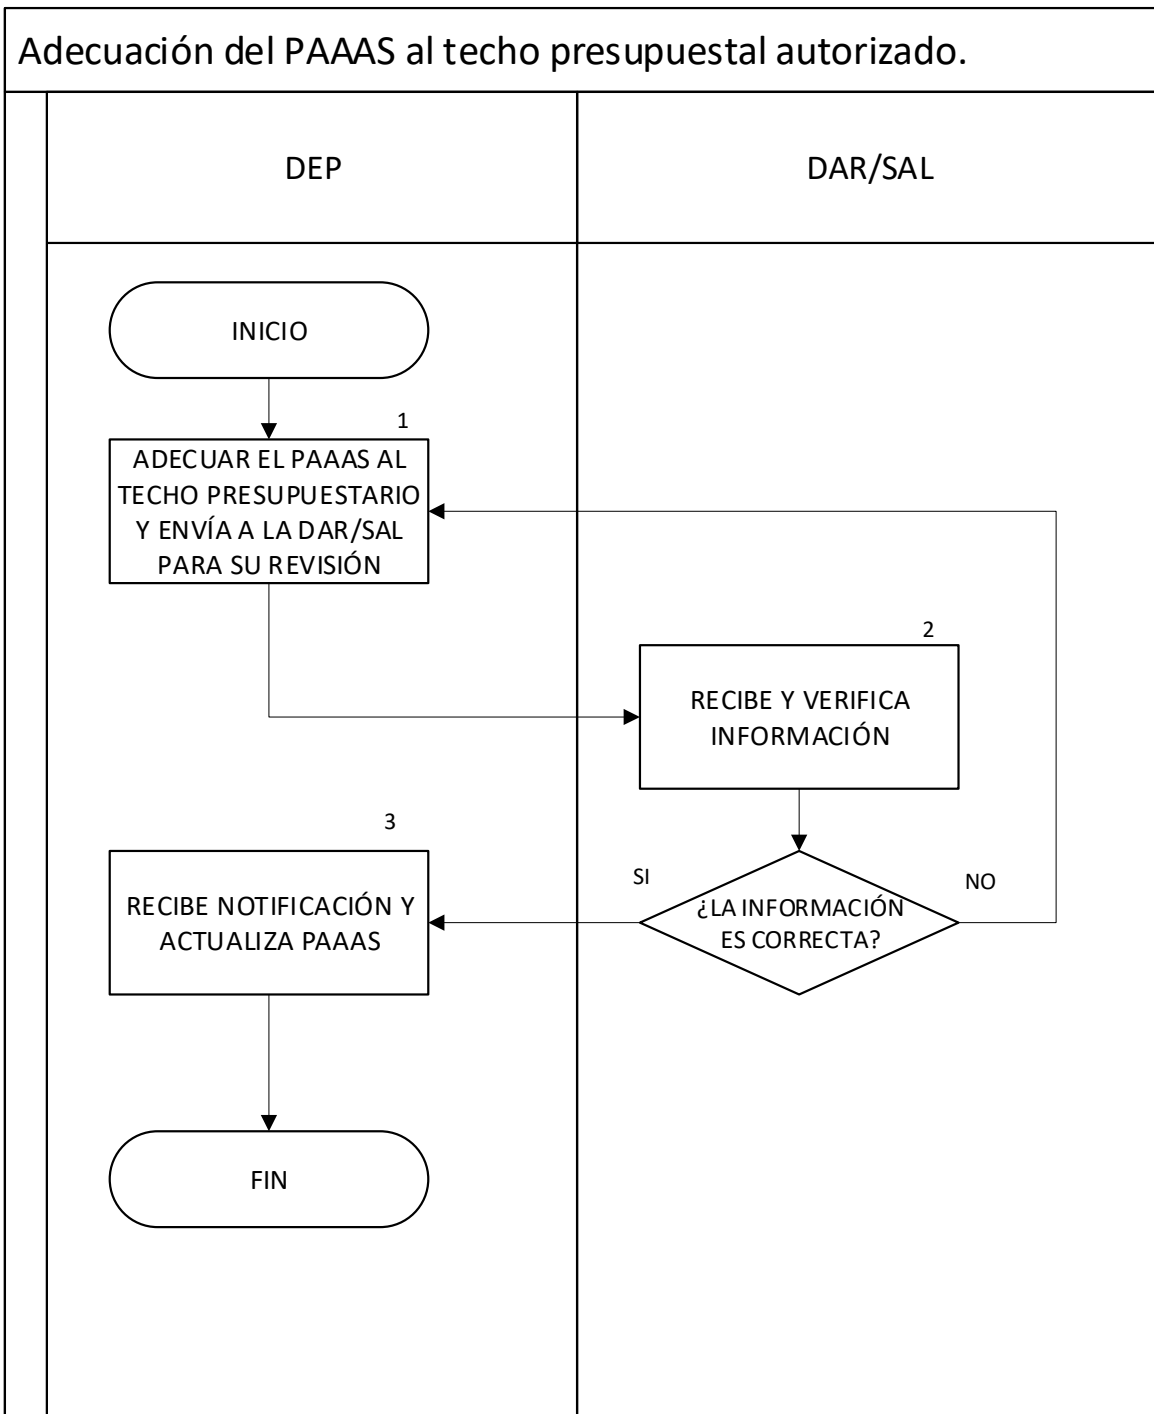 Adecuación del PAAAS al techo presupuestal autorizado.
DEP
DAR/SAL
INICIO
1
ADECUAR EL PAAAS AL
TECHO PRESUPUESTARIO
Y ENVÍA A LA DAR/SAL
PARA SU REVISIÓN
2
RECIBE Y VERIFICA
INFORMACIÓN
¿LA INFORMACIÓN
ES CORRECTA?
SI
NO
3
RECIBE NOTIFICACIÓN Y
ACTUALIZA PAAAS
FIN